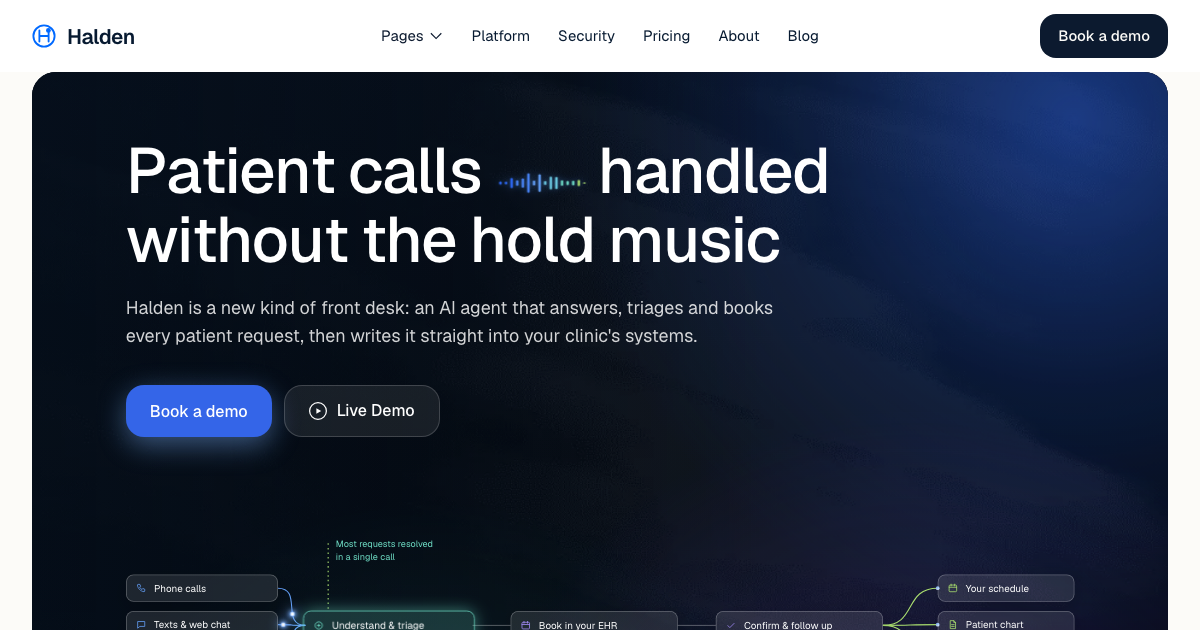 Halden
Pages
Platform
Security
Pricing
About
Blog
Book a demo
Patient calls handled
without the hold music
Halden is a new kind of front desk: an AI agent that answers, triages and books
every patient request, then writes it straight into your clinic's systems.
Book a demo
Live Demo
Most requests resolved
in a single call
Phone calls
Your schedule
Texts & web chat
Understand & triage
Book in your EHR
Confirm & follow up
Patient chart